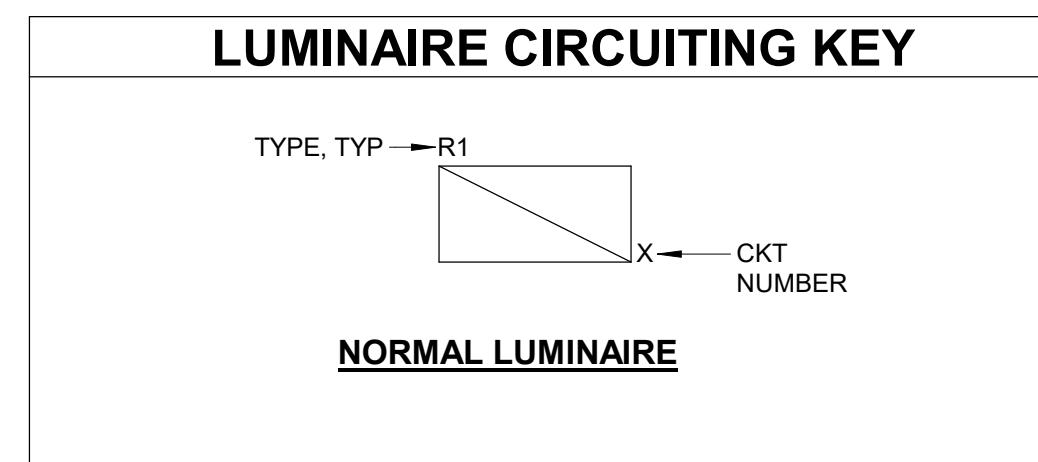 LUMINAIRE CIRCUITING KEY
TYPE, TYP R1
X CKT
NUMBER
NORMAL LUMINAIRE